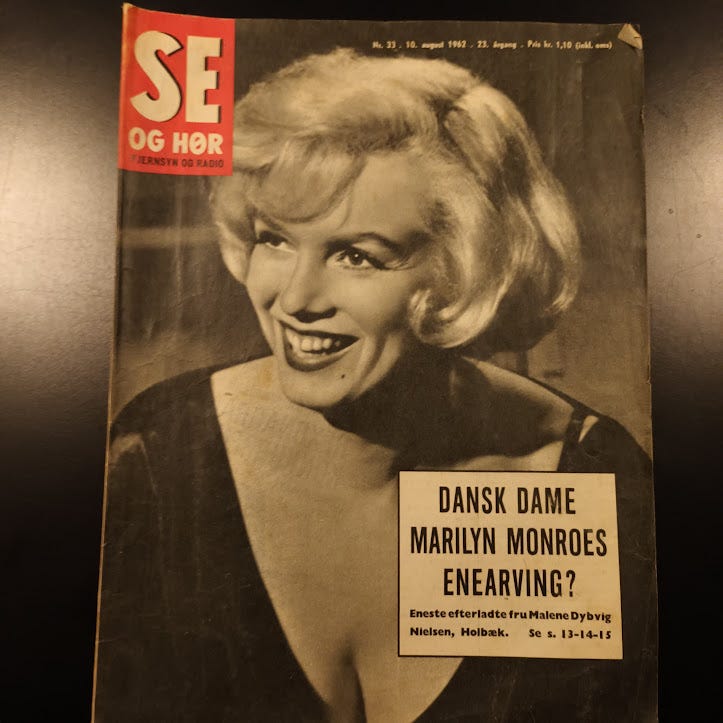 SE
OG HØR
FJERNSYN OG RADIO
Nr. 33 . 10. august 1962 . 23. årgang . Pris kr. 1,10 (inkl. oms)
DANSK DAME
MARILYN MONROES
ENEARVING?
Eneste efterladte fru Malene Dybvig
Nielsen, Holbæk. Se s. 13-14-15